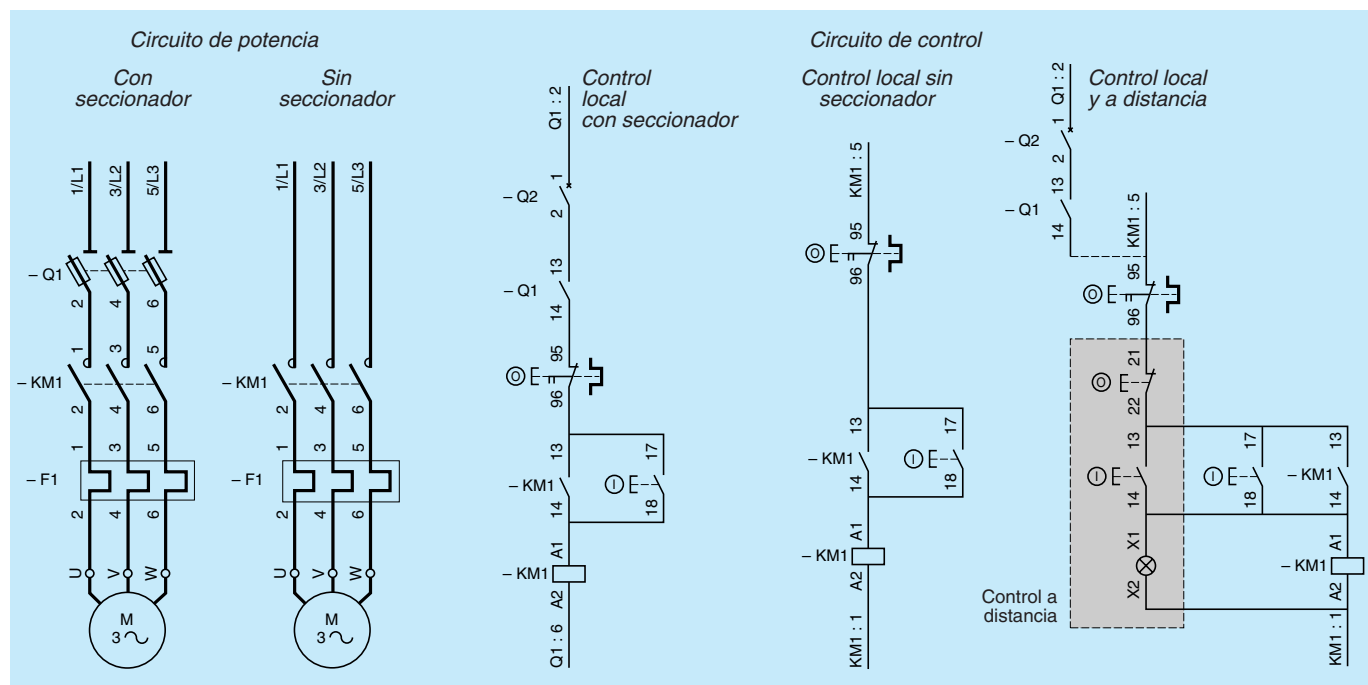 Circuito de potencia
Circuito de control
Con
seccionador
Sin
seccionador
Control
local
con seccionador
Control local sin
seccionador
Control local
y a distancia
1/L1
3/L2
5/L3
– Q1
2
4
6
1
3
5
– KM1
2
4
6
1
3
5
– F1
2
4
6
U
V
W
M
3
1/L1
3/L2
5/L3
– KM1
2
4
6
1
3
5
– F1
2
4
6
U
V
W
M
3
Q1 : 2
1
– Q2
2
13
– Q1
14
95
O
96
13
17
– KM1
I
14
18
A1
– KM1
A2
Q1 : 6
KM1 : 5
95
O
96
13
17
– KM1
I
14
18
A1
– KM1
A2
KM1 : 1
Q1 : 2
1
– Q2
2
13
– Q1
14
KM1 : 5
95
O
96
21
O
22
13
17
13
I
I
– KM1
14
18
14
X1
A1
– KM1
X2
A2
Control a
distancia
KM1 : 1